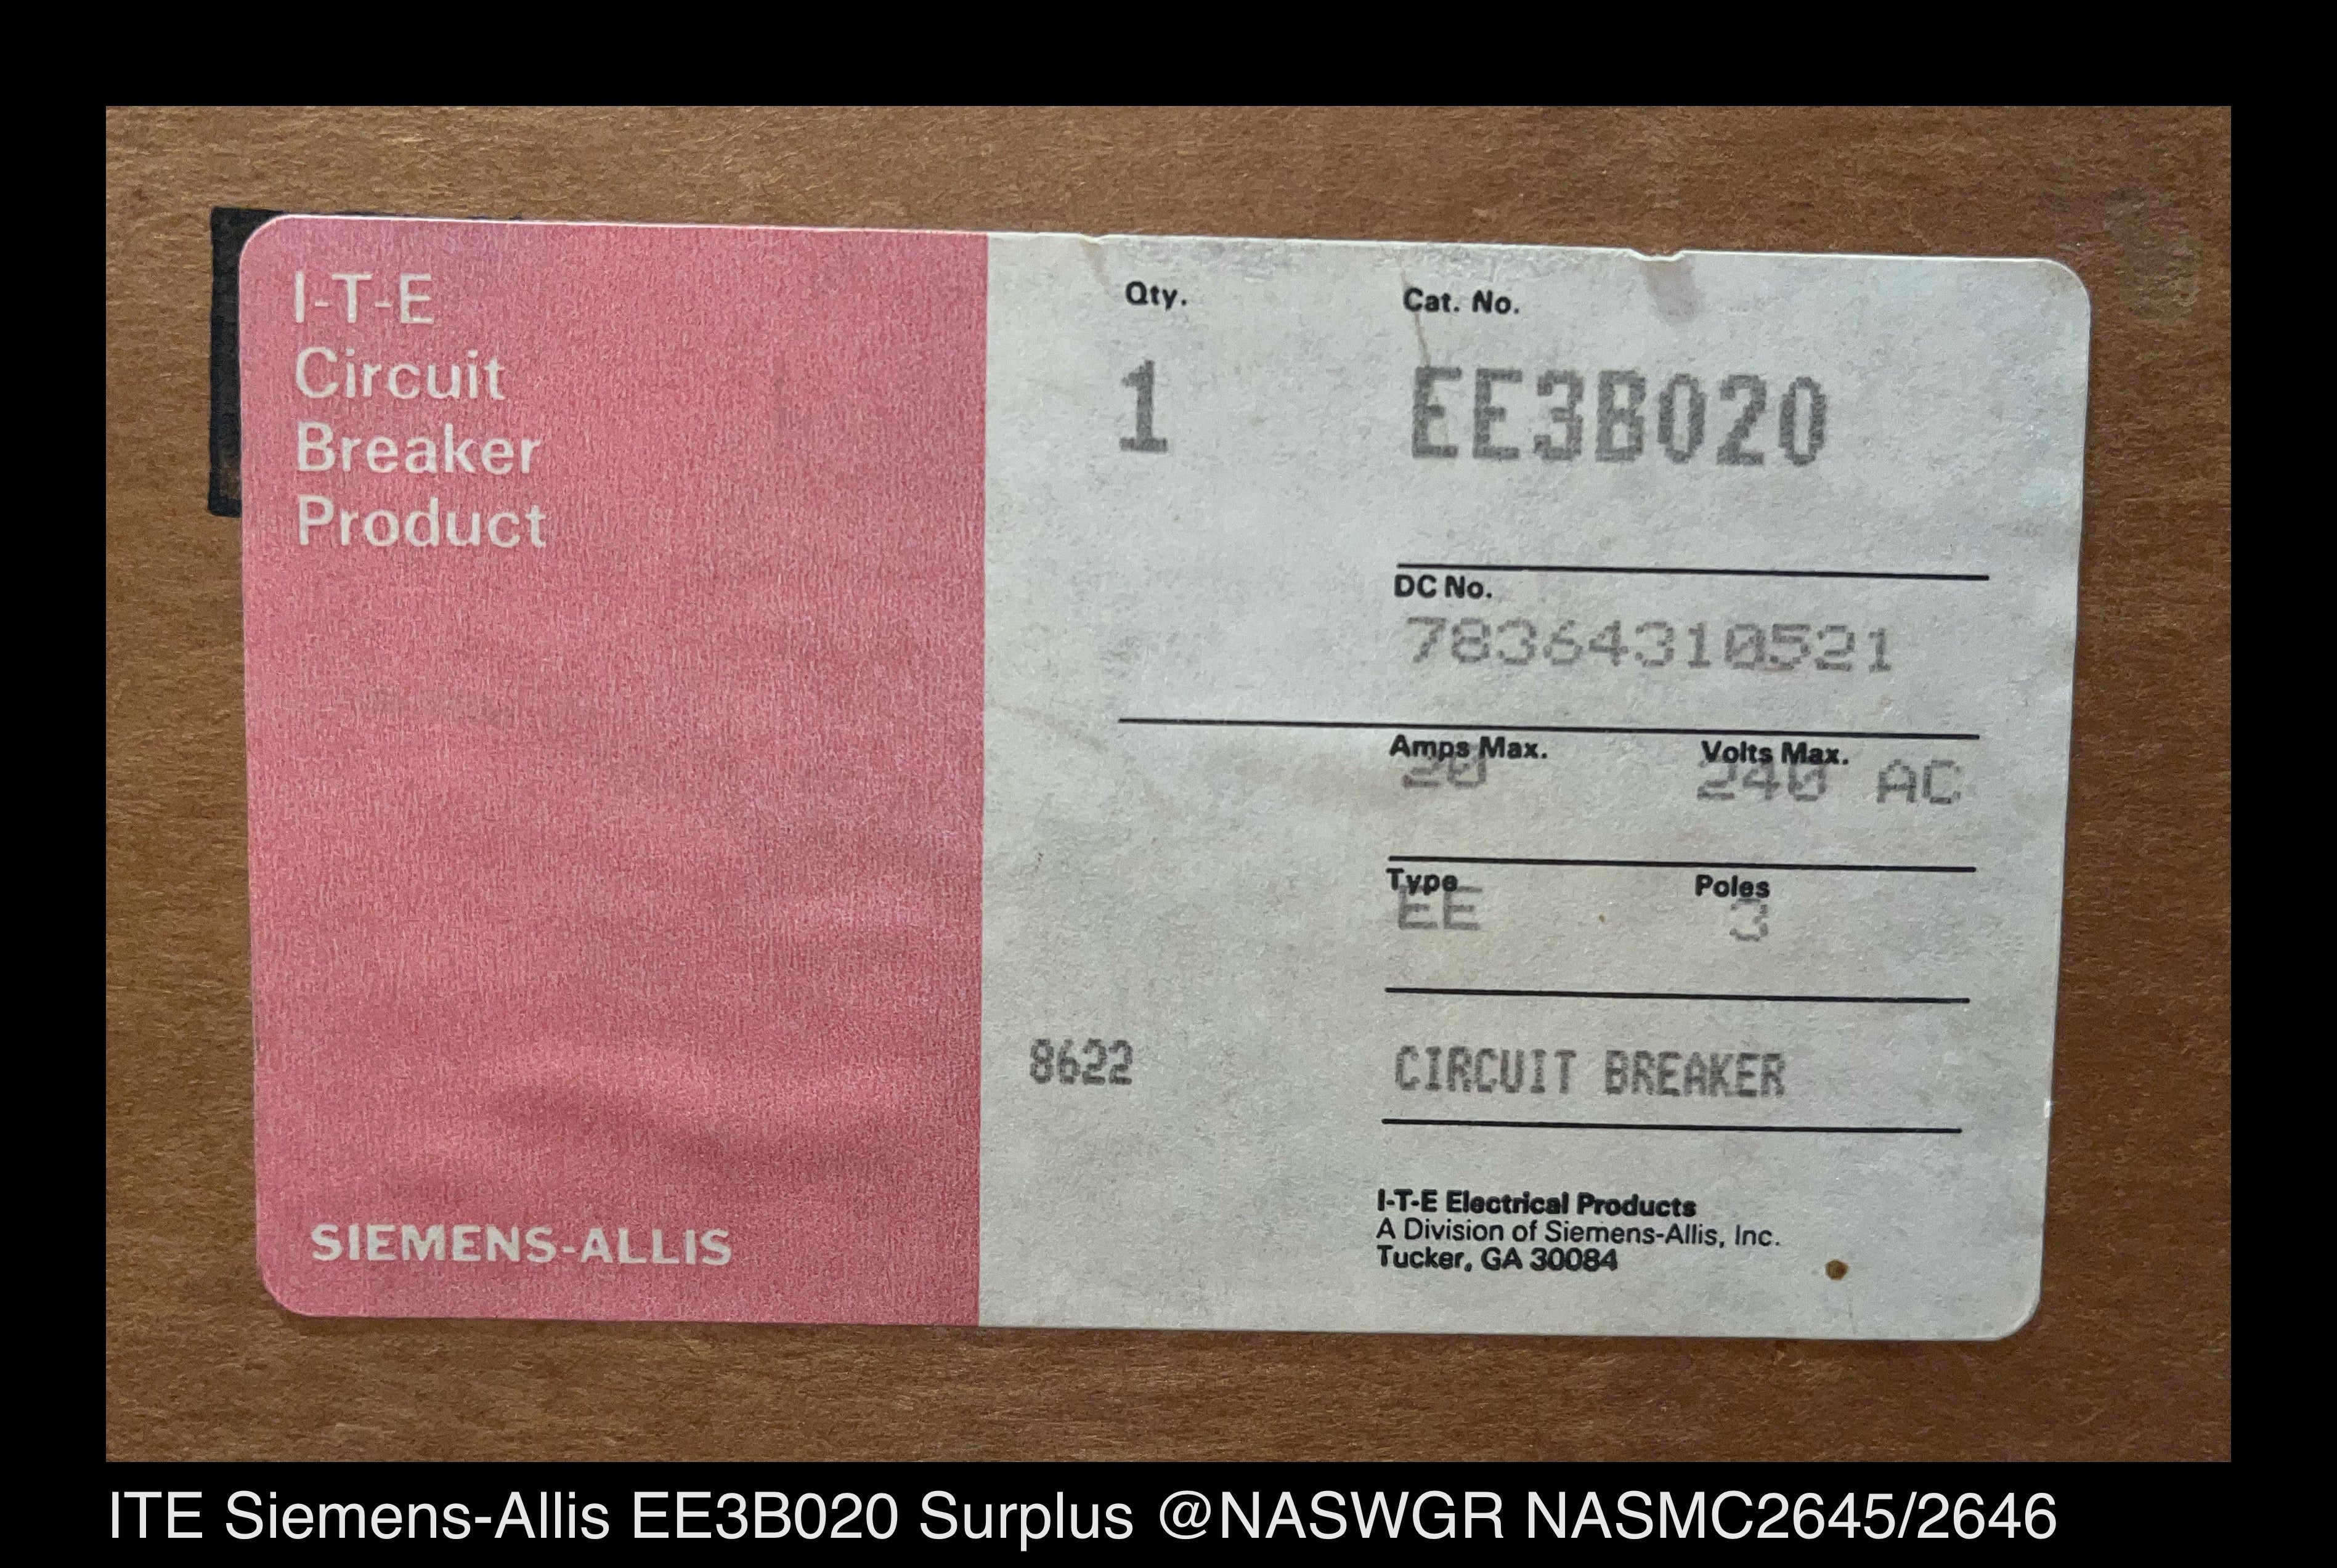 I-T-E
Circuit
Breaker
Product
SIEMENS-ALLIS
Qty. Cat. No.
1 EE3B020
DC No.
78364310521
Amps Max. Volts Max.
20 240 AC
Type Poles
EE 3
8622 CIRCUIT BREAKER
I-T-E Electrical Products
A Division of Siemens-Allis, Inc.
Tucker, GA 30084
ITE Siemens-Allis EE3B020 Surplus @NASWGR NASMC2645/2646